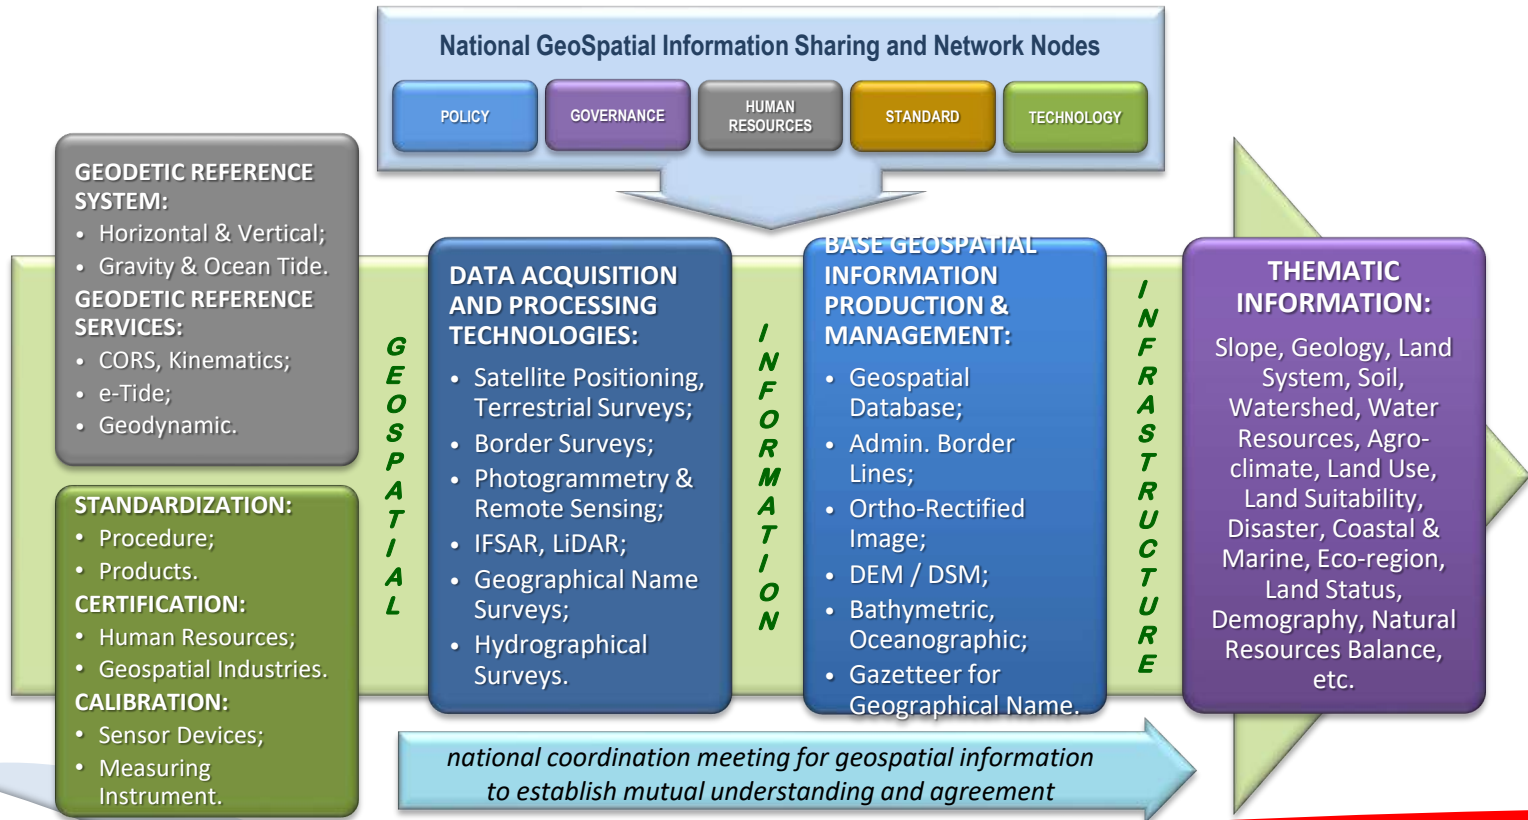 National GeoSpatial Information Sharing and Network Nodes
POLICY
GOVERNANCE
HUMAN
RESOURCES
STANDARD
TECHNOLOGY
GEODETIC REFERENCE
SYSTEM:
• Horizontal & Vertical;
• Gravity & Ocean Tide.
GEODETIC REFERENCE
SERVICES:
• CORS, Kinematics;
• e-Tide;
• Geodynamic.
STANDARDIZATION:
• Procedure;
• Products.
CERTIFICATION:
• Human Resources;
• Geospatial Industries.
CALIBRATION:
• Sensor Devices;
• Measuring
Instrument.
GEOSPATIAL
DATA ACQUISITION
AND PROCESSING
TECHNOLOGIES:
• Satellite Positioning,
Terrestrial Surveys;
• Border Surveys;
• Photogrammetry &
Remote Sensing;
• IFSAR, LiDAR;
• Geographical Name
Surveys;
• Hydrographical
Surveys.
INFORMATION
BASE GEOSPATIAL
INFORMATION
PRODUCTION &
MANAGEMENT:
• Geospatial
Database;
• Admin. Border
Lines;
• Ortho-Rectified
Image;
• DEM / DSM;
• Bathymetric,
Oceanographic;
• Gazetteer for
Geographical Name.
INFRASTRUCTURE
THEMATIC
INFORMATION:
Slope, Geology, Land
System, Soil,
Watershed, Water
Resources, Agro-
climate, Land Use,
Land Suitability,
Disaster, Coastal &
Marine, Eco-region,
Land Status,
Demography, Natural
Resources Balance,
etc.
national coordination meeting for geospatial information
to establish mutual understanding and agreement